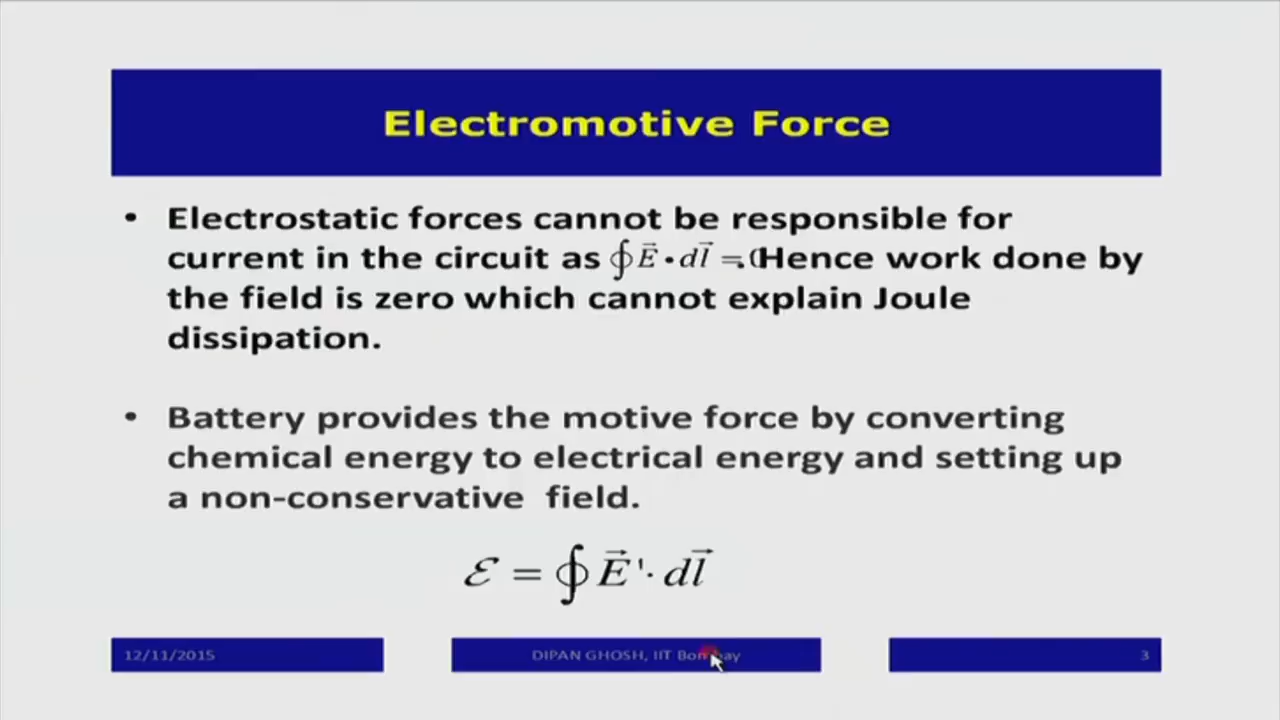 Electromotive Force
• Electrostatic forces cannot be responsible for
current in the circuit as ∮E⃗ • dl⃗ = 0. Hence work done by
the field is zero which cannot explain Joule
dissipation.
• Battery provides the motive force by converting
chemical energy to electrical energy and setting up
a non-conservative field.
ℰ = ∮E⃗ '· dl⃗
12/11/2015
DIPAN GHOSH, IIT Bombay
3